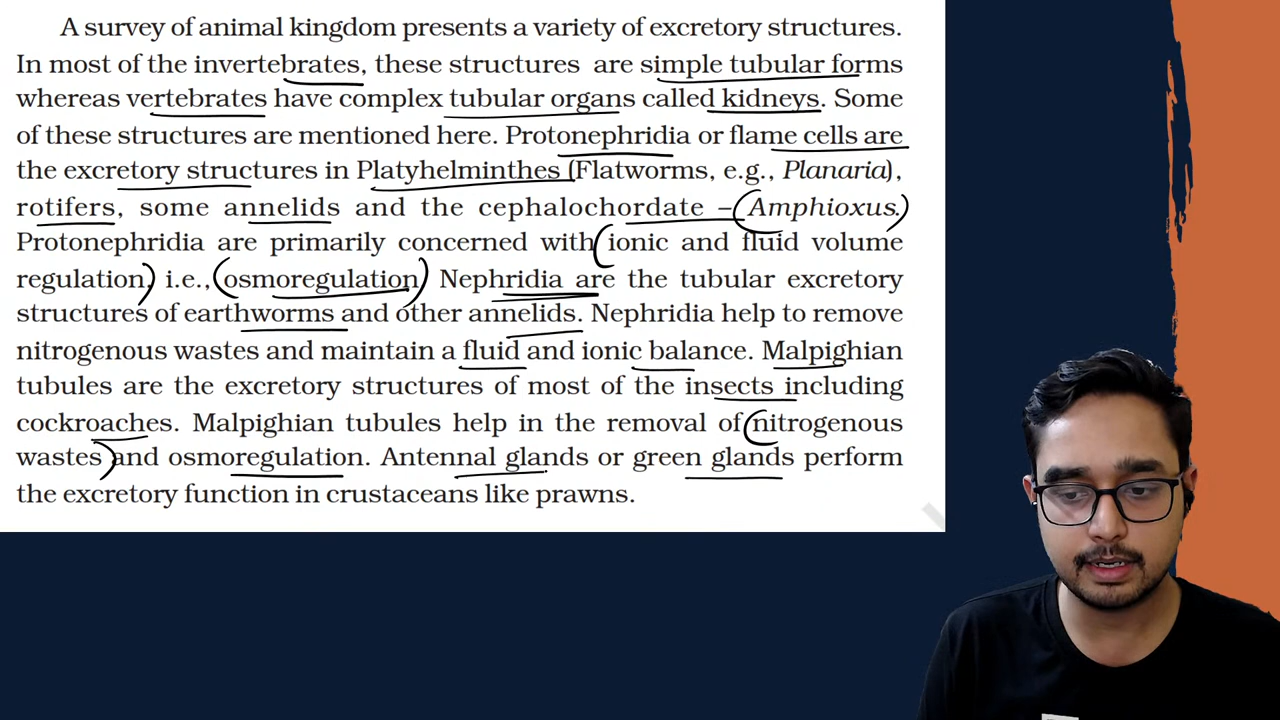 A survey of animal kingdom presents a variety of excretory structures.
In most of the invertebrates, these structures are simple tubular forms
whereas vertebrates have complex tubular organs called kidneys. Some
of these structures are mentioned here. Protonephridia or flame cells are
the excretory structures in Platyhelminthes (Flatworms, e.g., Planaria),
rotifers, some annelids and the cephalochordate – Amphioxus.
Protonephridia are primarily concerned with ionic and fluid volume
regulation, i.e., osmoregulation. Nephridia are the tubular excretory
structures of earthworms and other annelids. Nephridia help to remove
nitrogenous wastes and maintain a fluid and ionic balance. Malpighian
tubules are the excretory structures of most of the insects including
cockroaches. Malpighian tubules help in the removal of nitrogenous
wastes and osmoregulation. Antennal glands or green glands perform
the excretory function in crustaceans like prawns.